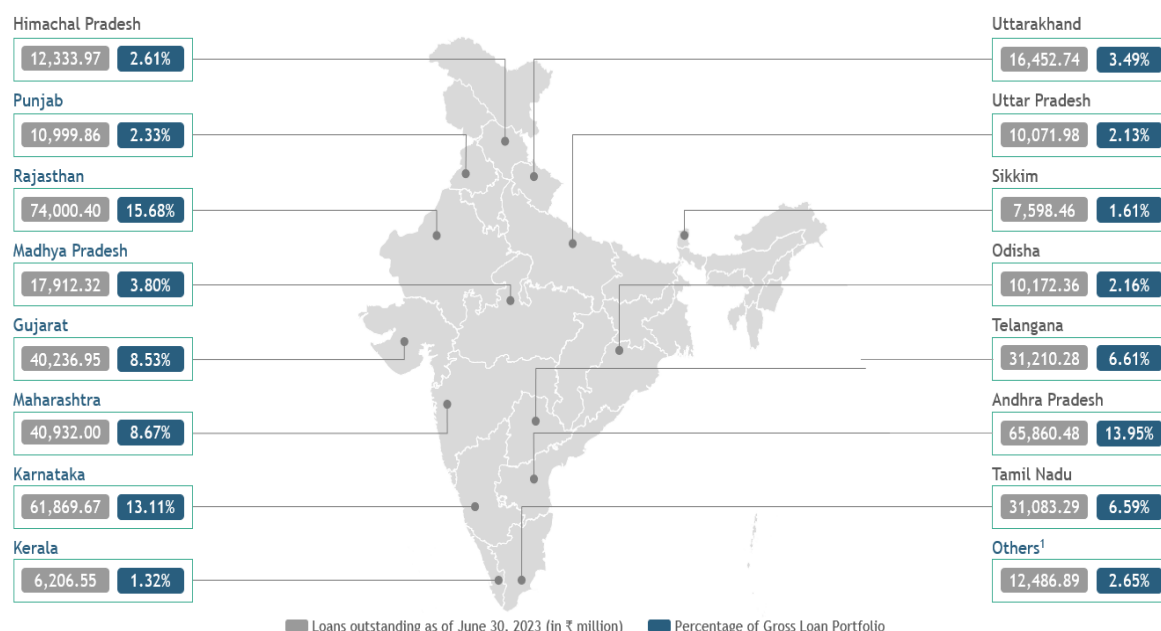 Himachal Pradesh
12,333.97 2.61%
Punjab
10,999.86 2.33%
Rajasthan
74,000.40 15.68%
Madhya Pradesh
17,912.32 3.80%
Gujarat
40,236.95 8.53%
Maharashtra
40,932.00 8.67%
Karnataka
61,869.67 13.11%
Kerala
6,206.55 1.32%
Uttarakhand
16,452.74 3.49%
Uttar Pradesh
10,071.98 2.13%
Sikkim
7,598.46 1.61%
Odisha
10,172.36 2.16%
Telangana
31,210.28 6.61%
Andhra Pradesh
65,860.48 13.95%
Tamil Nadu
31,083.29 6.59%
Others¹
12,486.89 2.65%
Loans outstanding as of June 30, 2023 (in ₹ million) Percentage of Gross Loan Portfolio